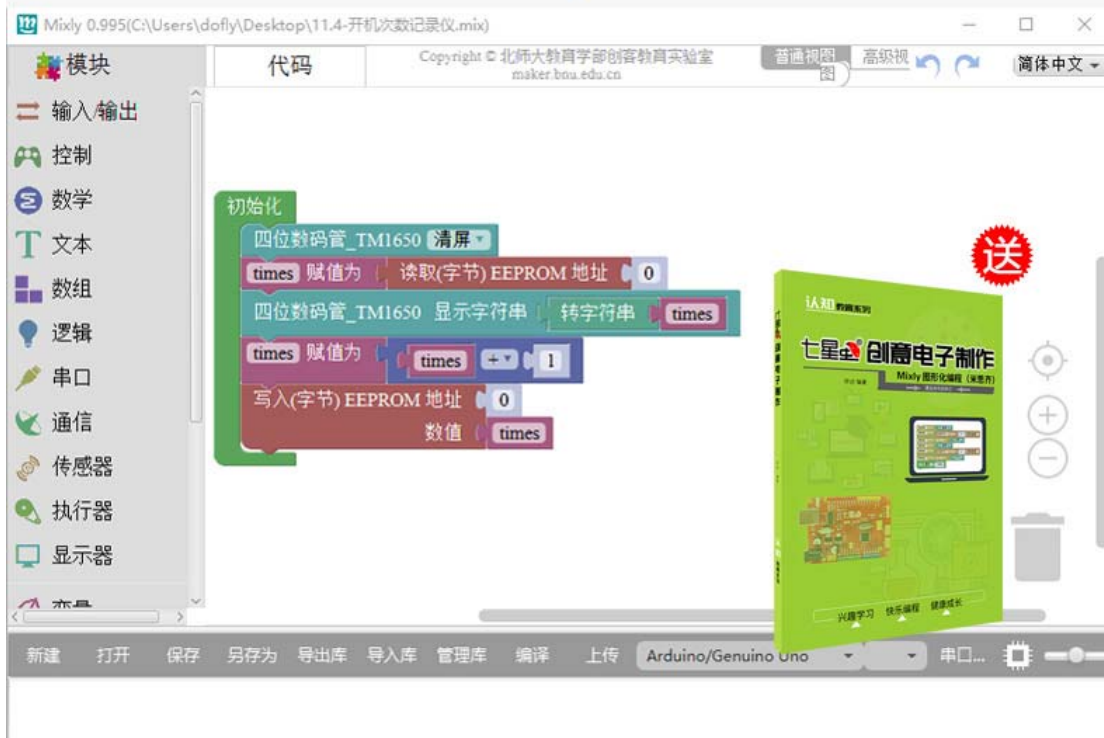 Mixly 0.995(C:\Users\dofly\Desktop\11.4-开机次数记录仪.mix)
模块
代码
Copyright © 北师大教育学部创客教育实验室
maker.bnu.edu.cn
普通视图
高级视图
简体中文
输入/输出
控制
数学
文本
数组
逻辑
串口
通信
传感器
执行器
显示器
变量
初始化
四位数码管_TM1650 清屏
times 赋值为 读取(字节) EEPROM 地址 0
四位数码管_TM1650 显示字符串 转字符串 times
times 赋值为 times + 1
写入(字节) EEPROM 地址 0
数值 times
送
认知 教育系列
七星虫 创意电子制作
Mixly 图形化编程（米思齐）
兴趣学习 快乐编程 健康成长
新建 打开 保存 另存为 导出库 导入库 管理库 编译 上传 Arduino/Genuino Uno 串口...